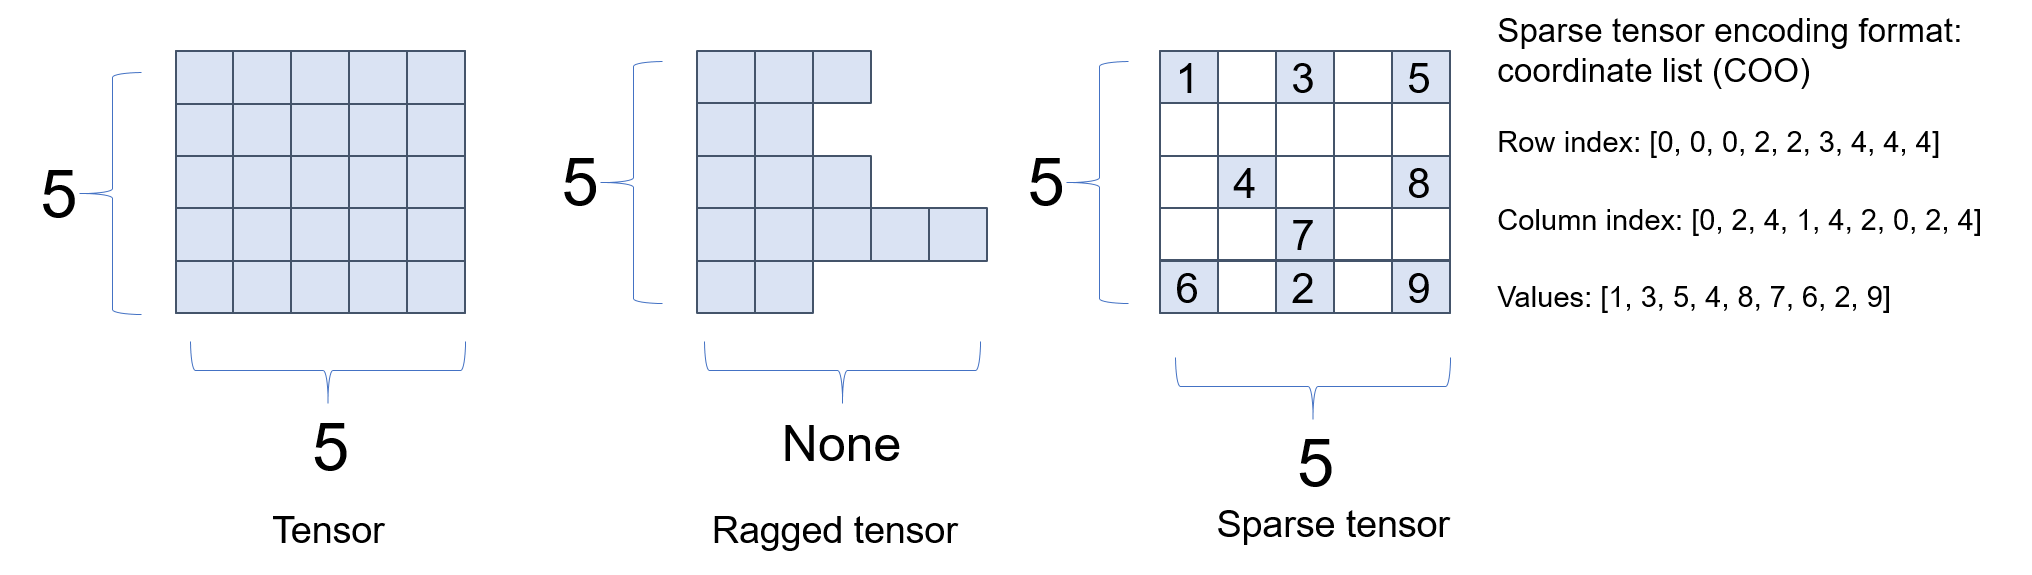 5
5
Tensor
5
None
Ragged tensor
5
1 3 5
4 8
7
6 2 9
5
Sparse tensor
Sparse tensor encoding format:
coordinate list (COO)
Row index: [0, 0, 0, 2, 2, 3, 4, 4, 4]
Column index: [0, 2, 4, 1, 4, 2, 0, 2, 4]
Values: [1, 3, 5, 4, 8, 7, 6, 2, 9]